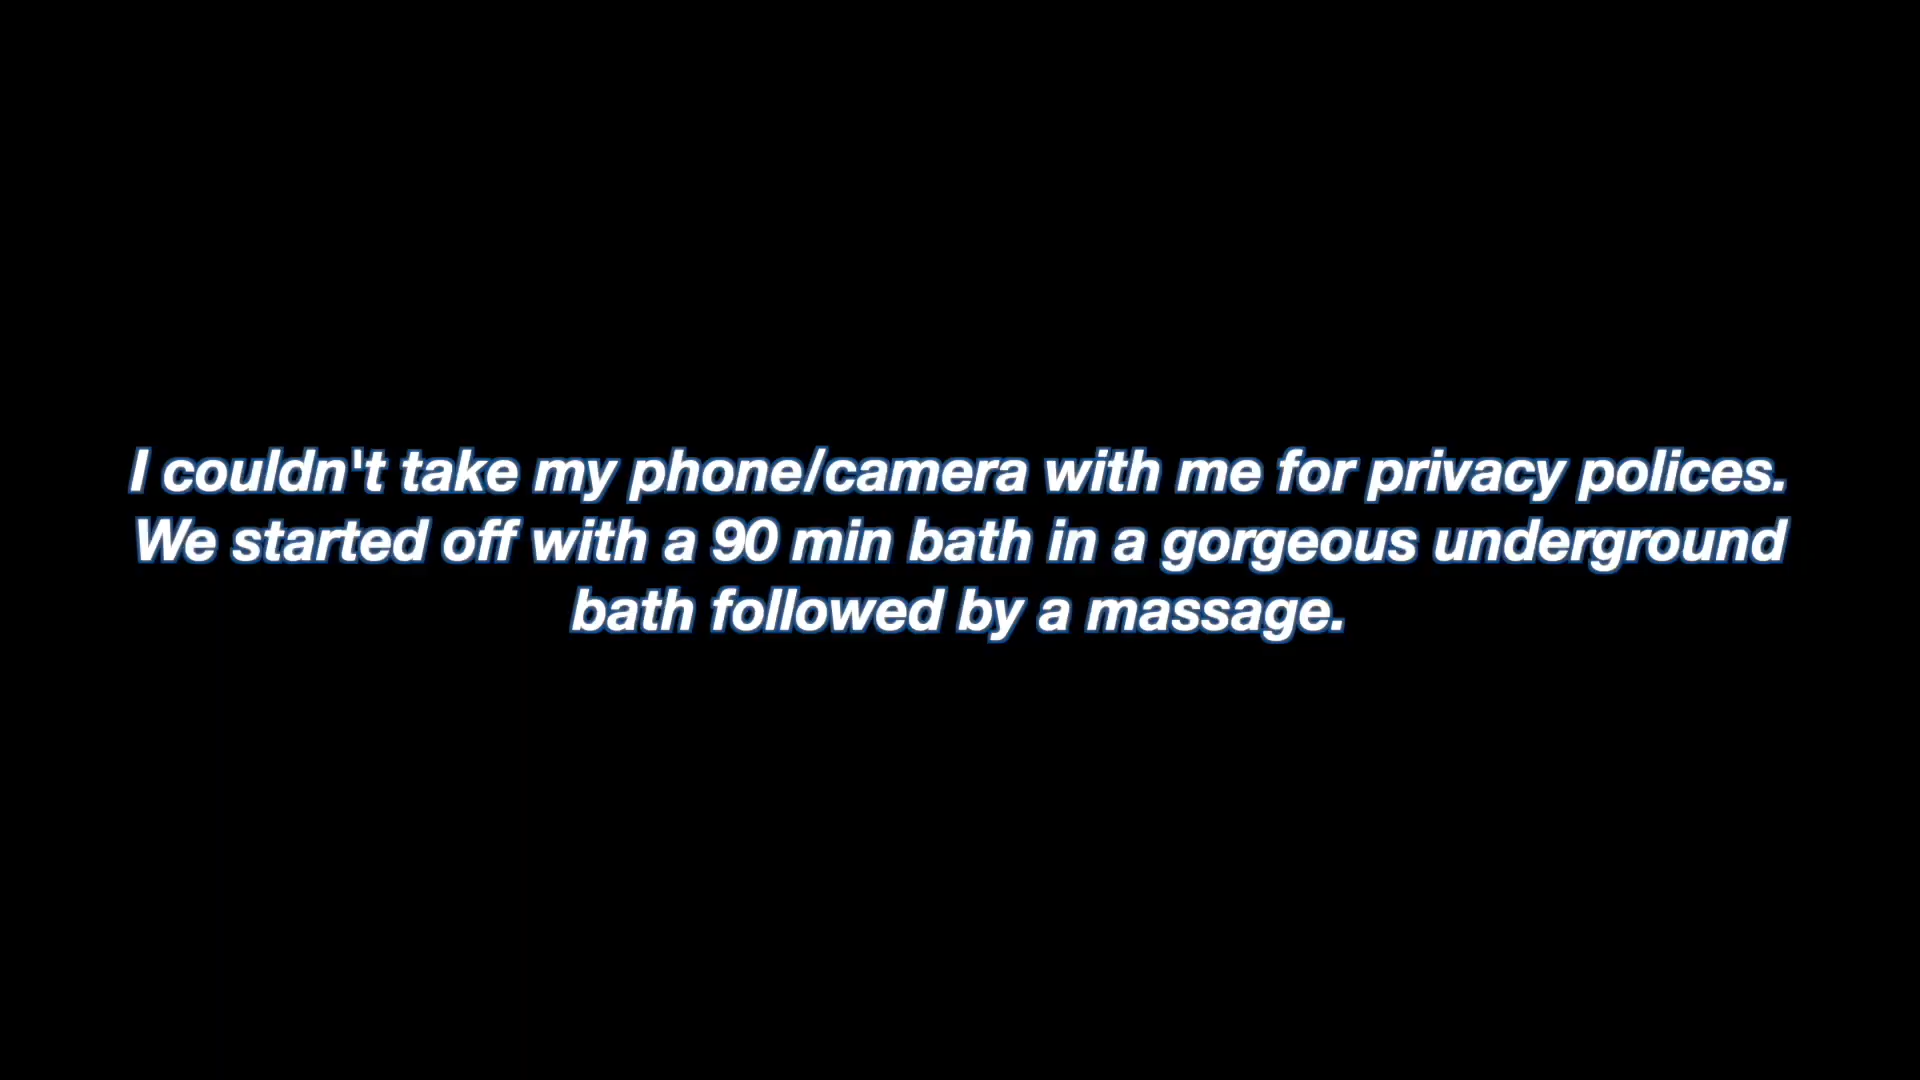 I couldn't take my phone/camera with me for privacy polices.
We started off with a 90 min bath in a gorgeous underground
bath followed by a massage.